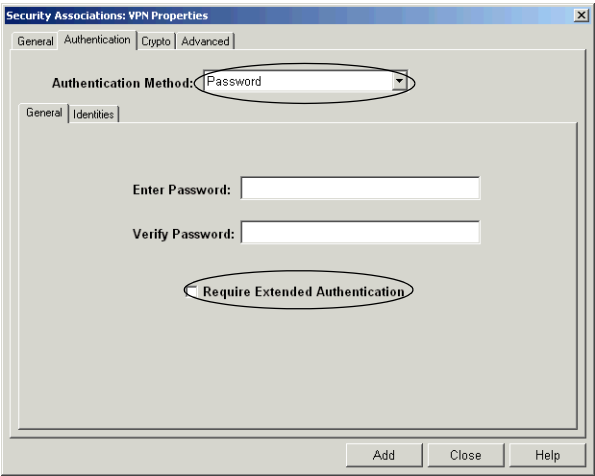 Security Associations: VPN Properties
General Authentication Crypto Advanced
Authentication Method: Password
General Identities
Enter Password:
Verify Password:
Require Extended Authentication
Add Close Help